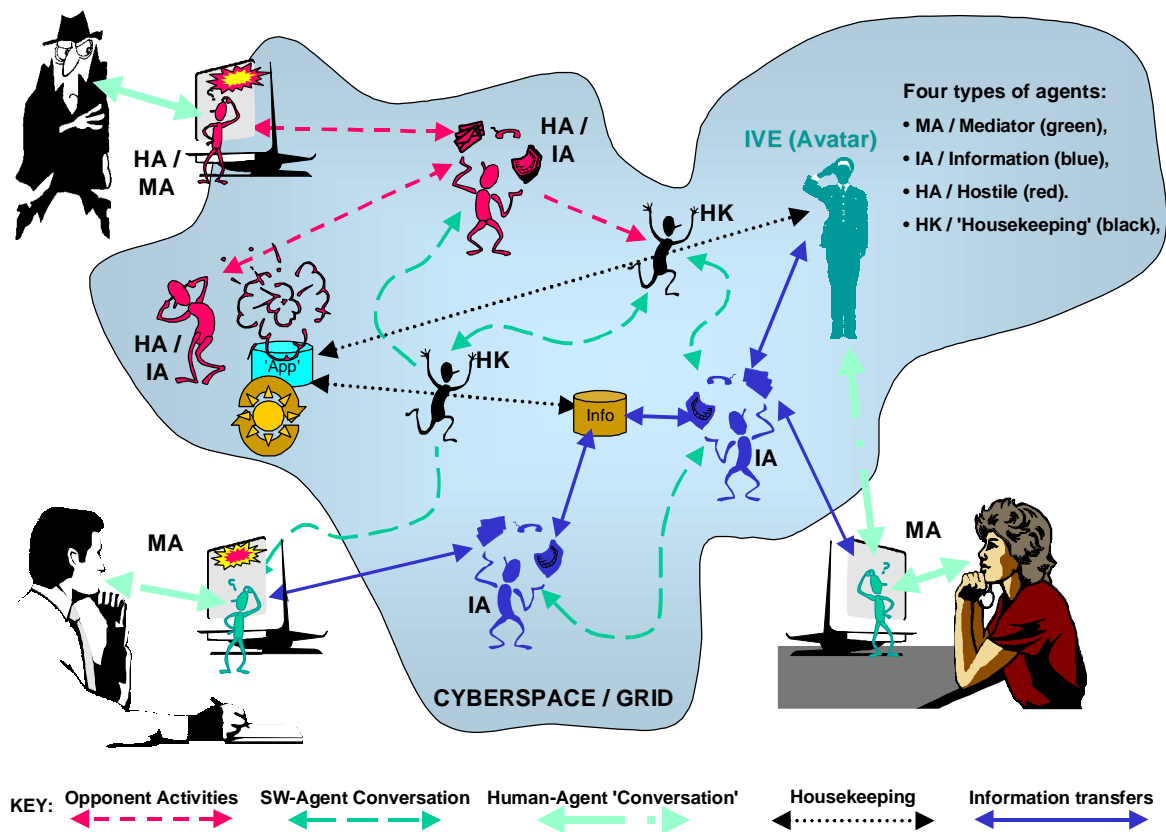 Four types of agents:
• MA / Mediator (green),
• IA / Information (blue),
• HA / Hostile (red).
• HK / 'Housekeeping' (black),
IVE (Avatar)
HA /
IA
HA /
MA
?
HK
HA /
IA
'App'
HK
Info
IA
MA
?
IA
MA
?
CYBERSPACE / GRID
KEY:
Opponent Activities
SW-Agent Conversation
Human-Agent 'Conversation'
Housekeeping
Information transfers